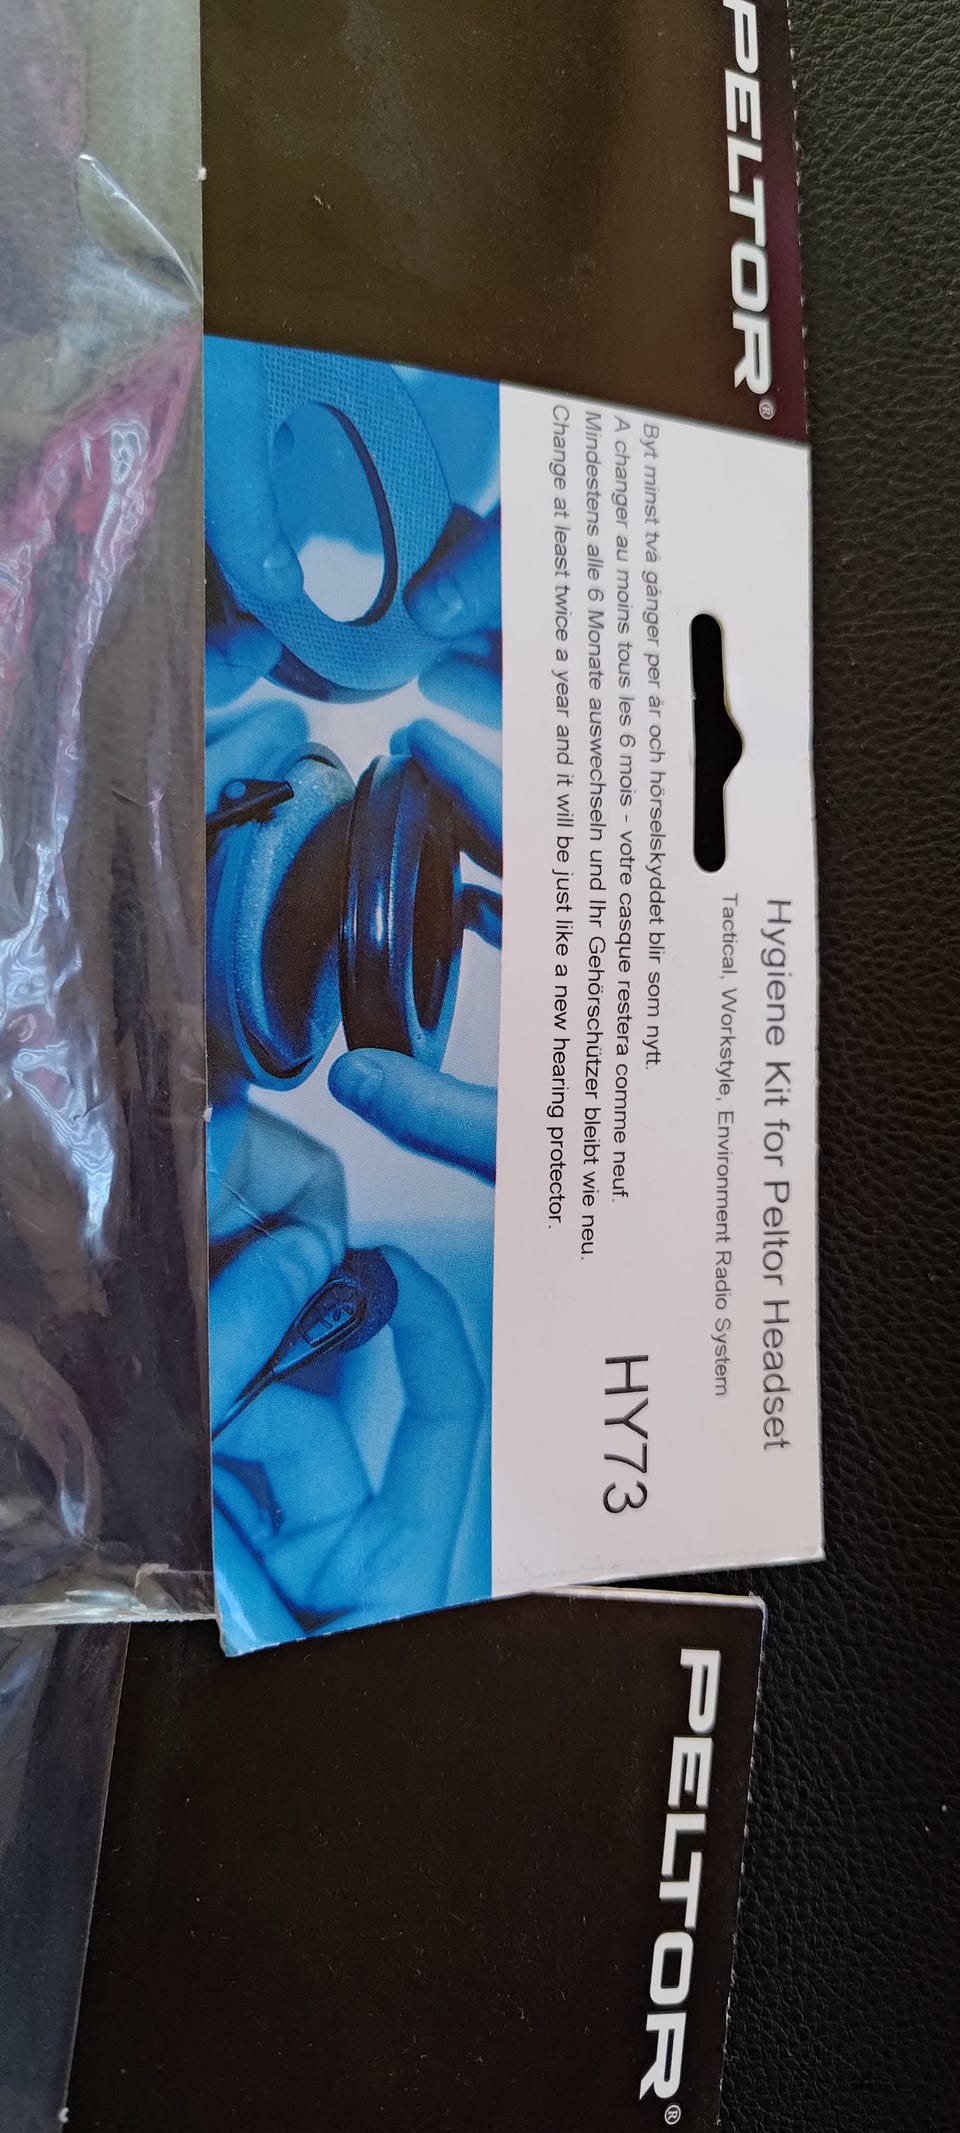 PELTOR®
Hygiene Kit for Peltor Headset
Tactical, Workstyle, Environment Radio System
Byt minst två gånger per år och hörselskyddet blir som nytt.
A changer au moins tous les 6 mois - votre casque restera comme neuf.
Mindestens alle 6 Monate auswechseln und Ihr Gehörschützer bleibt wie neu.
Change at least twice a year and it will be just like a new hearing protector.
HY73
PELTOR®